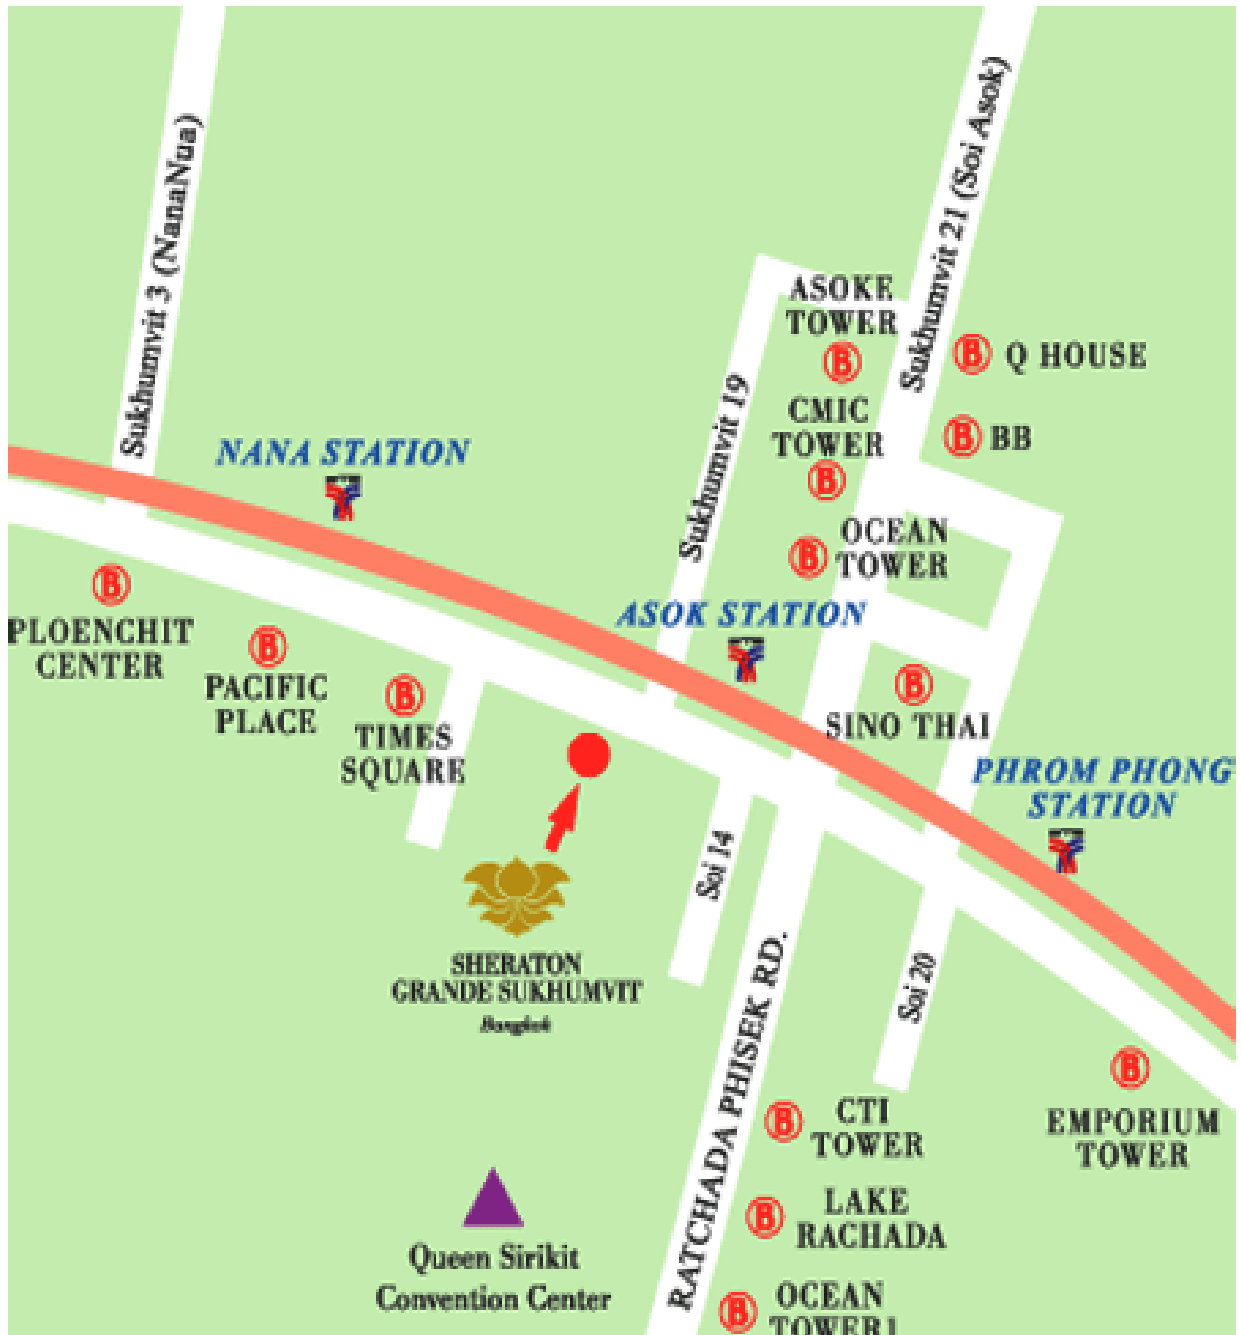 Sukhumvit 3 (NanaNua)
Sukhumvit 21 (Soi Asok)
ASOKE
TOWER
B
B Q HOUSE
Sukhumvit 19
CMIC
TOWER
B
B BB
NANA STATION
OCEAN
B TOWER
B
PLOENCHIT
CENTER
ASOK STATION
B
PACIFIC
PLACE
B
TIMES
SQUARE
B
SINO THAI
PHROM PHONG
STATION
Soi 14
SHERATON
GRANDE SUKHUMVIT
Bangkok
RATCHADA PHISEK RD.
Soi 20
B
EMPORIUM
TOWER
B CTI
TOWER
B LAKE
RACHADA
Queen Sirikit
Convention Center
B OCEAN
TOWER1